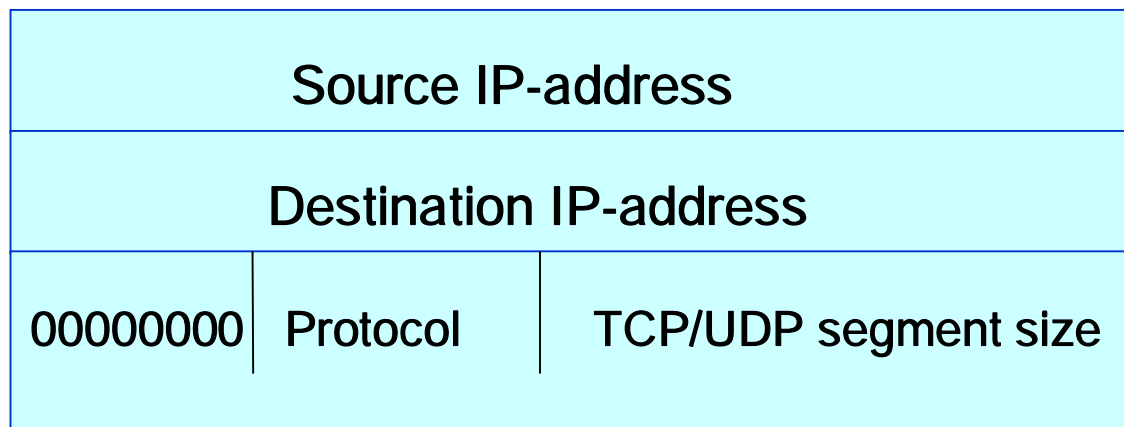 Source IP-address
Destination IP-address
00000000 Protocol TCP/UDP segment size